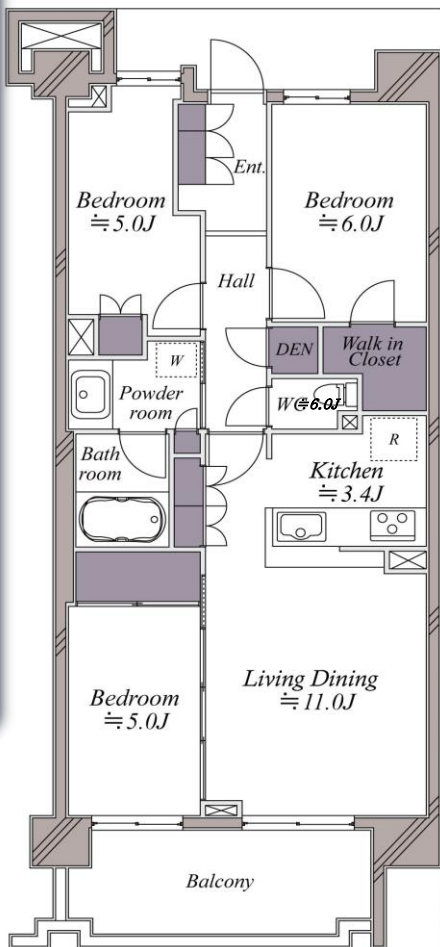 Ent.
Bedroom
≒5.0J
Bedroom
≒6.0J
Hall
DEN
Walk in
Closet
W
Powder
room
WC
≒6.0J
R
Bath
room
Kitchen
≒3.4J
Bedroom
≒5.0J
Living Dining
≒11.0J
Balcony